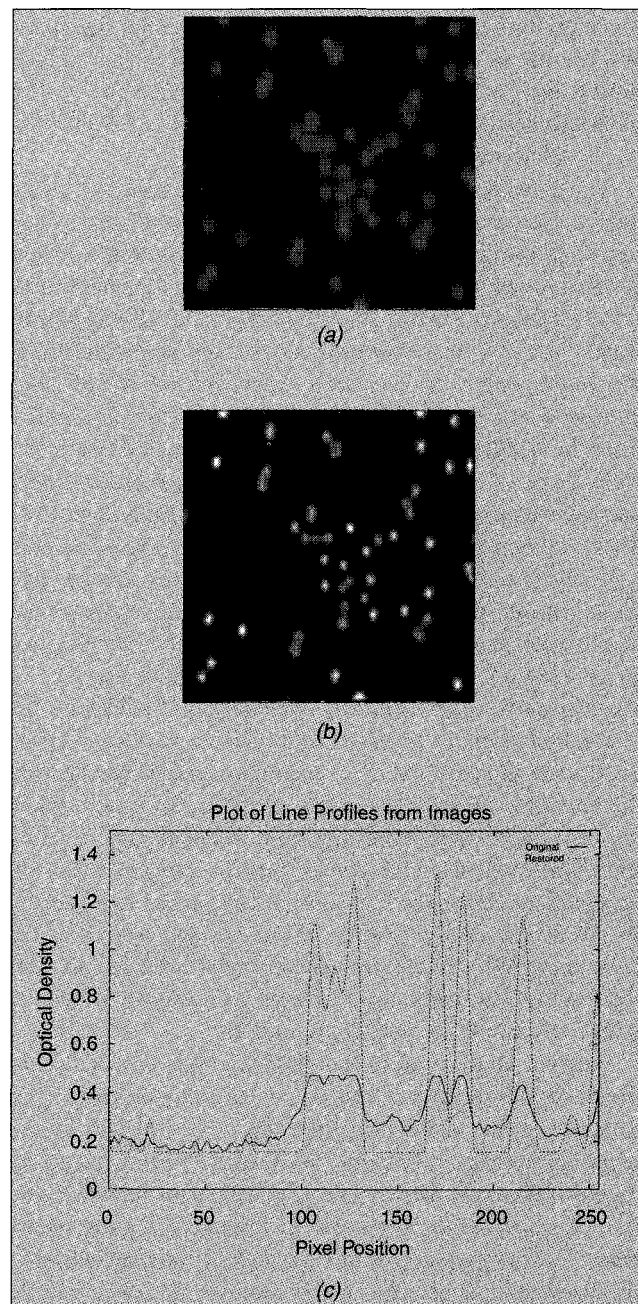 (a)
(b)
Plot of Line Profiles from Images
Original
Restored
1.4
1.2
1
0.8
0.6
0.4
0.2
0
Optical Density
0 50 100 150 200 250
Pixel Position
(c)